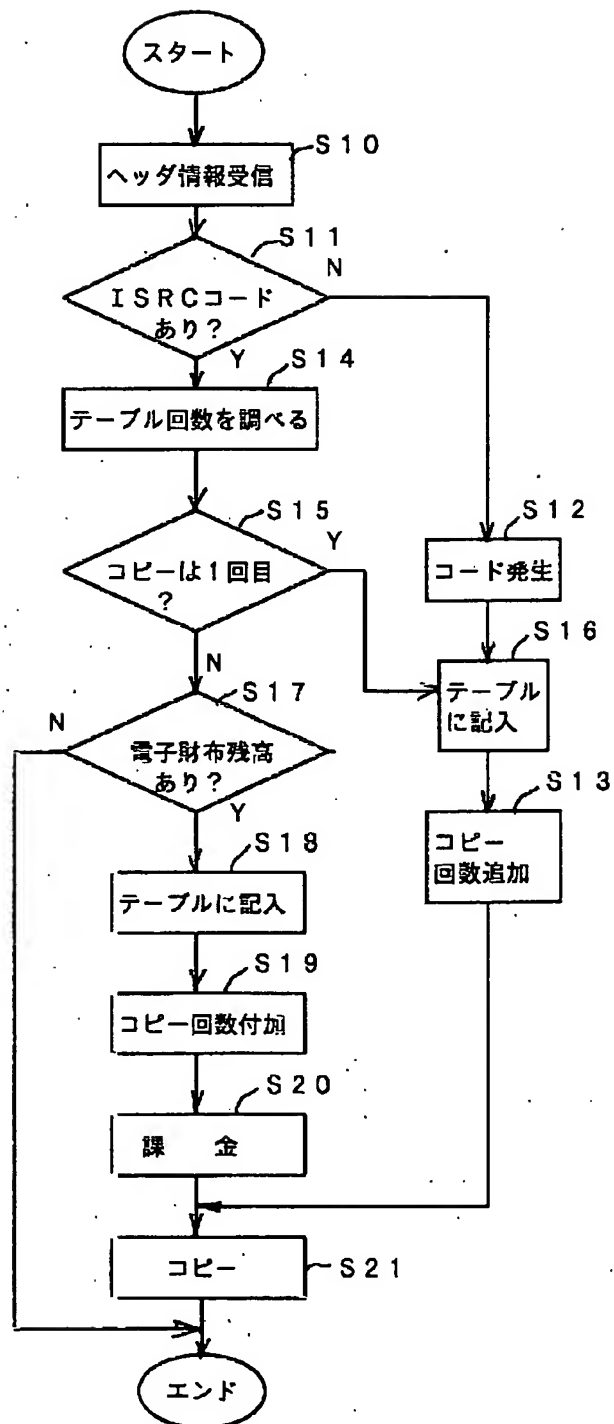 スタート
S10
ヘッダ情報受信
S11
N
ISRCコード
あり?
Y
S14
テーブル回数を調べる
S15
Y
コピーは1回目
?
N
S12
コード発生
S16
テーブル
に記入
S17
N
電子財布残高
あり?
Y
S13
コピー
回数追加
S18
テーブルに記入
S19
コピー回数付加
S20
課 金
コピー
S21
エンド